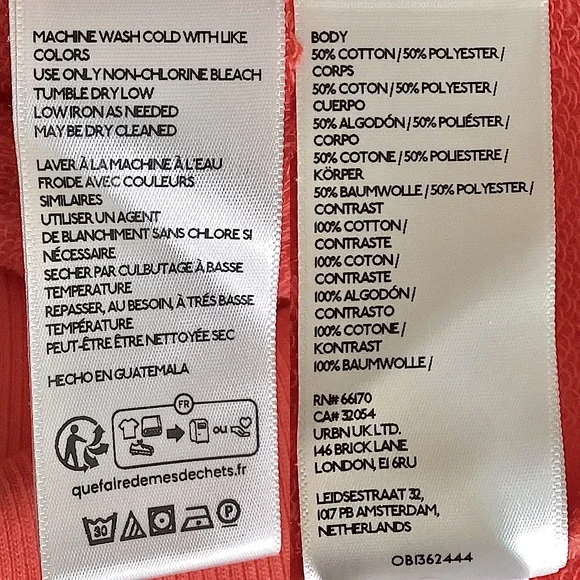 MACHINE WASH COLD WITH LIKE
COLORS
USE ONLY NON-CHLORINE BLEACH
TUMBLE DRY LOW
LOW IRON AS NEEDED
MAY BE DRY CLEANED
LAVER À LA MACHINE À L'EAU
FROIDE AVEC COULEURS
SIMILAIRES
UTILISER UN AGENT
DE BLANCHIMENT SANS CHLORE SI
NÉCESSAIRE
SECHER PAR CULBUTAGE À BASSE
TEMPERATURE
REPASSER, AU BESOIN, À TRÉS BASSE
TEMPÉRATURE
PEUT-ÊTRE ÊTRE NETTOYÉE SEC
HECHO EN GUATEMALA
FR
OU
quefairedemesdechets.fr
30
P
BODY
50% COTTON / 50% POLYESTER /
CORPS
50% COTON / 50% POLYESTER /
CUERPO
50% ALGODÓN / 50% POLIÉSTER /
CORPO
50% COTONE / 50% POLIESTERE /
KÖRPER
50% BAUMWOLLE / 50% POLYESTER /
CONTRAST
100% COTTON /
CONTRASTE
100% COTON /
CONTRASTE
100% ALGODÓN /
CONTRASTO
100% COTONE /
KONTRAST
100% BAUMWOLLE /
RN# 66170
CA# 32054
URBN UK LTD.
146 BRICK LANE
LONDON, E1 6RU
LEIDSESTRAAT 32,
1017 PB AMSTERDAM,
NETHERLANDS
OB1362444